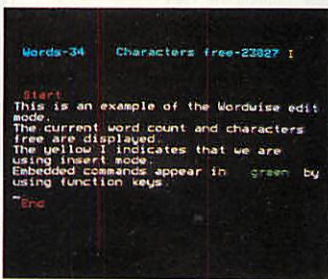 Words-34 Characters free-23827 I
Start
This is an example of the Wordwise edit
mode.
The current word count and characters
free are displayed.
The yellow I indicates that we are
using insert mode.
Embedded commands appear in green by
using function keys.
End